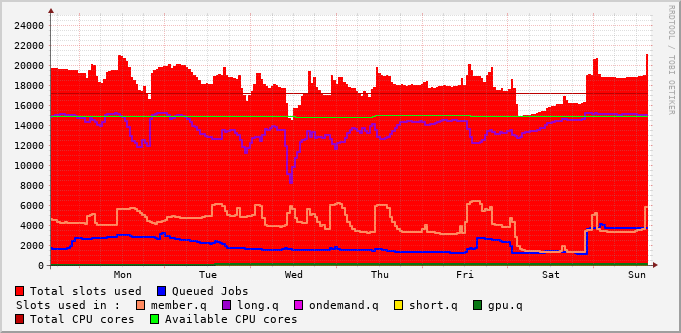 RRDTOOL / TOBI OETIKER
24000
22000
20000
18000
16000
14000
12000
10000
8000
6000
4000
2000
0
Mon Tue Wed Thu Fri Sat Sun
Total slots used Queued Jobs
Slots used in : member.q long.q ondemand.q short.q gpu.q
Total CPU cores Available CPU cores